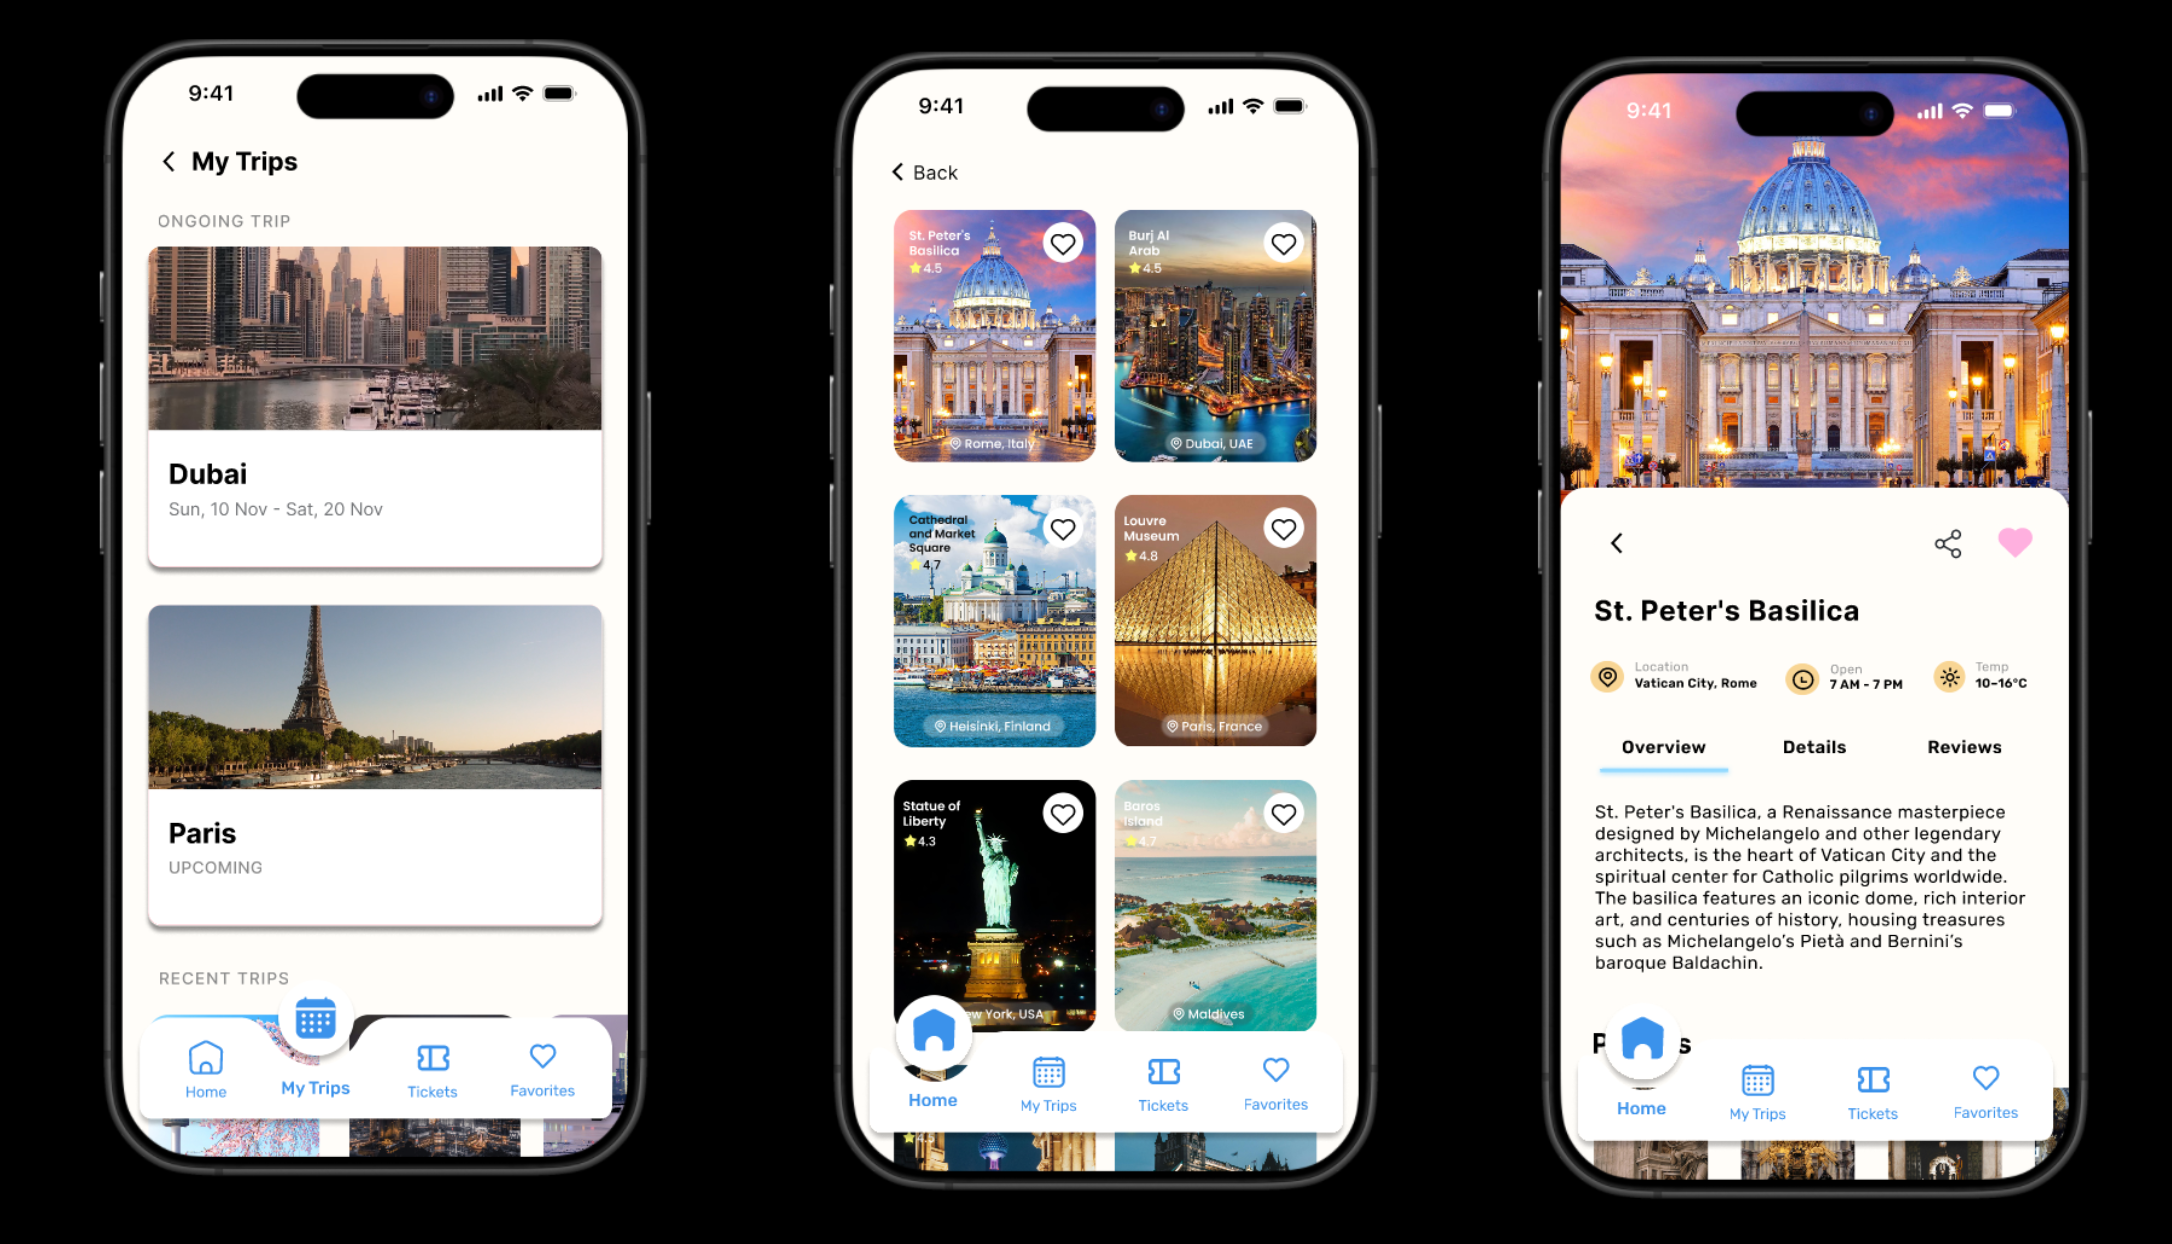 9:41
My Trips
ONGOING TRIP
Dubai
Sun, 10 Nov - Sat, 20 Nov
Paris
UPCOMING
RECENT TRIPS
Home
My Trips
Tickets
Favorites
9:41
Back
St. Peter's
Basilica
4.5
Rome, Italy
Burj Al
Arab
4.5
Dubai, UAE
Cathedral
and Market
Square
4.7
Heisinki, Finland
Louvre
Museum
4.8
Paris, France
Statue of
Liberty
4.3
ew York, USA
Baros
Island
4.7
Maldives
Home
My Trips
Tickets
Favorites
9:41
St. Peter's Basilica
Location
Vatican City, Rome
Open
7 AM - 7 PM
Temp
10-16°C
Overview
Details
Reviews
St. Peter's Basilica, a Renaissance masterpiece
designed by Michelangelo and other legendary
architects, is the heart of Vatican City and the
spiritual center for Catholic pilgrims worldwide.
The basilica features an iconic dome, rich interior
art, and centuries of history, housing treasures
such as Michelangelo’s Pietà and Bernini’s
baroque Baldachin.
Home
My Trips
Tickets
Favorites